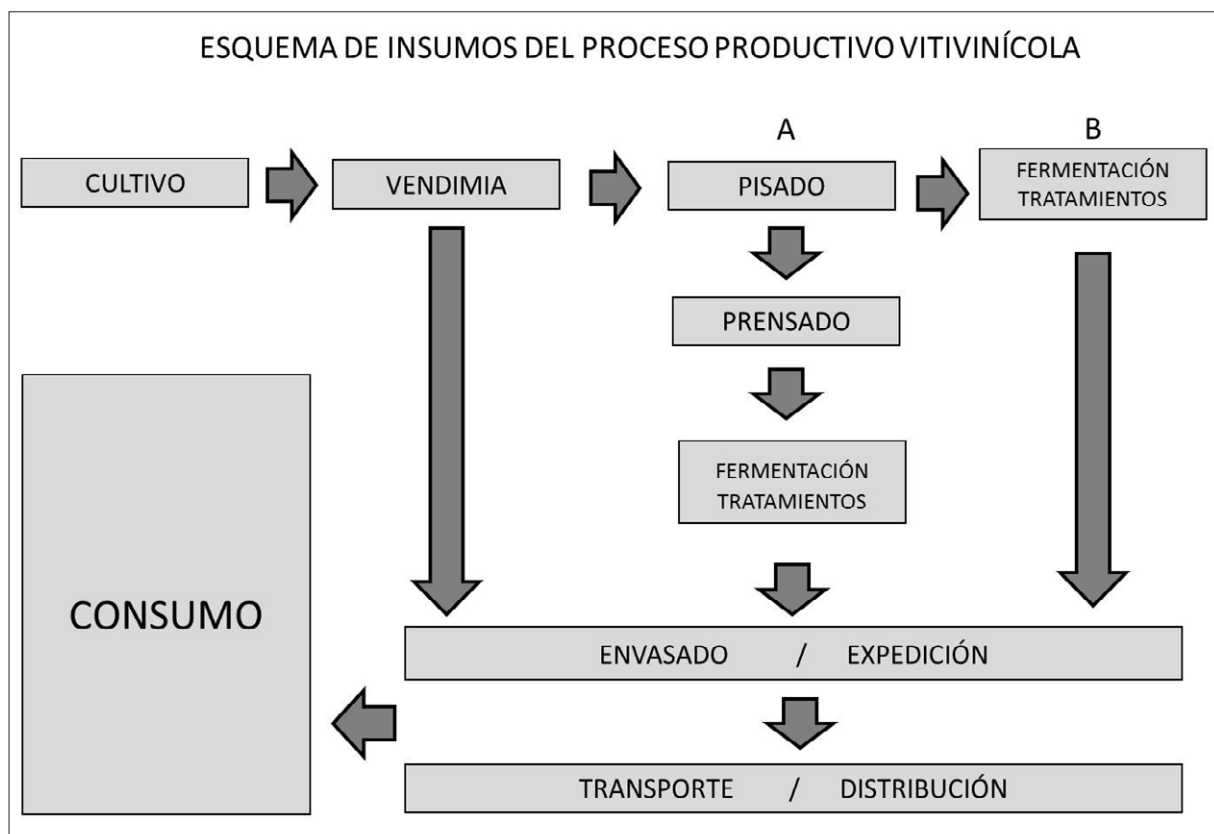 ESQUEMA DE INSUMOS DEL PROCESO PRODUCTIVO VITIVINÍCOLA
A
B
CULTIVO
VENDIMIA
PISADO
FERMENTACIÓN
TRATAMIENTOS
PRENSADO
FERMENTACIÓN
TRATAMIENTOS
CONSUMO
ENVASADO / EXPEDICIÓN
TRANSPORTE / DISTRIBUCIÓN